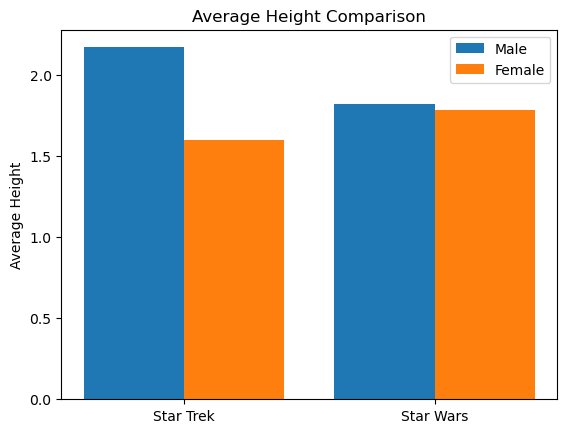 Average Height Comparison
Male
Female
Average Height
2.0
1.5
1.0
0.5
0.0
Star Trek
Star Wars